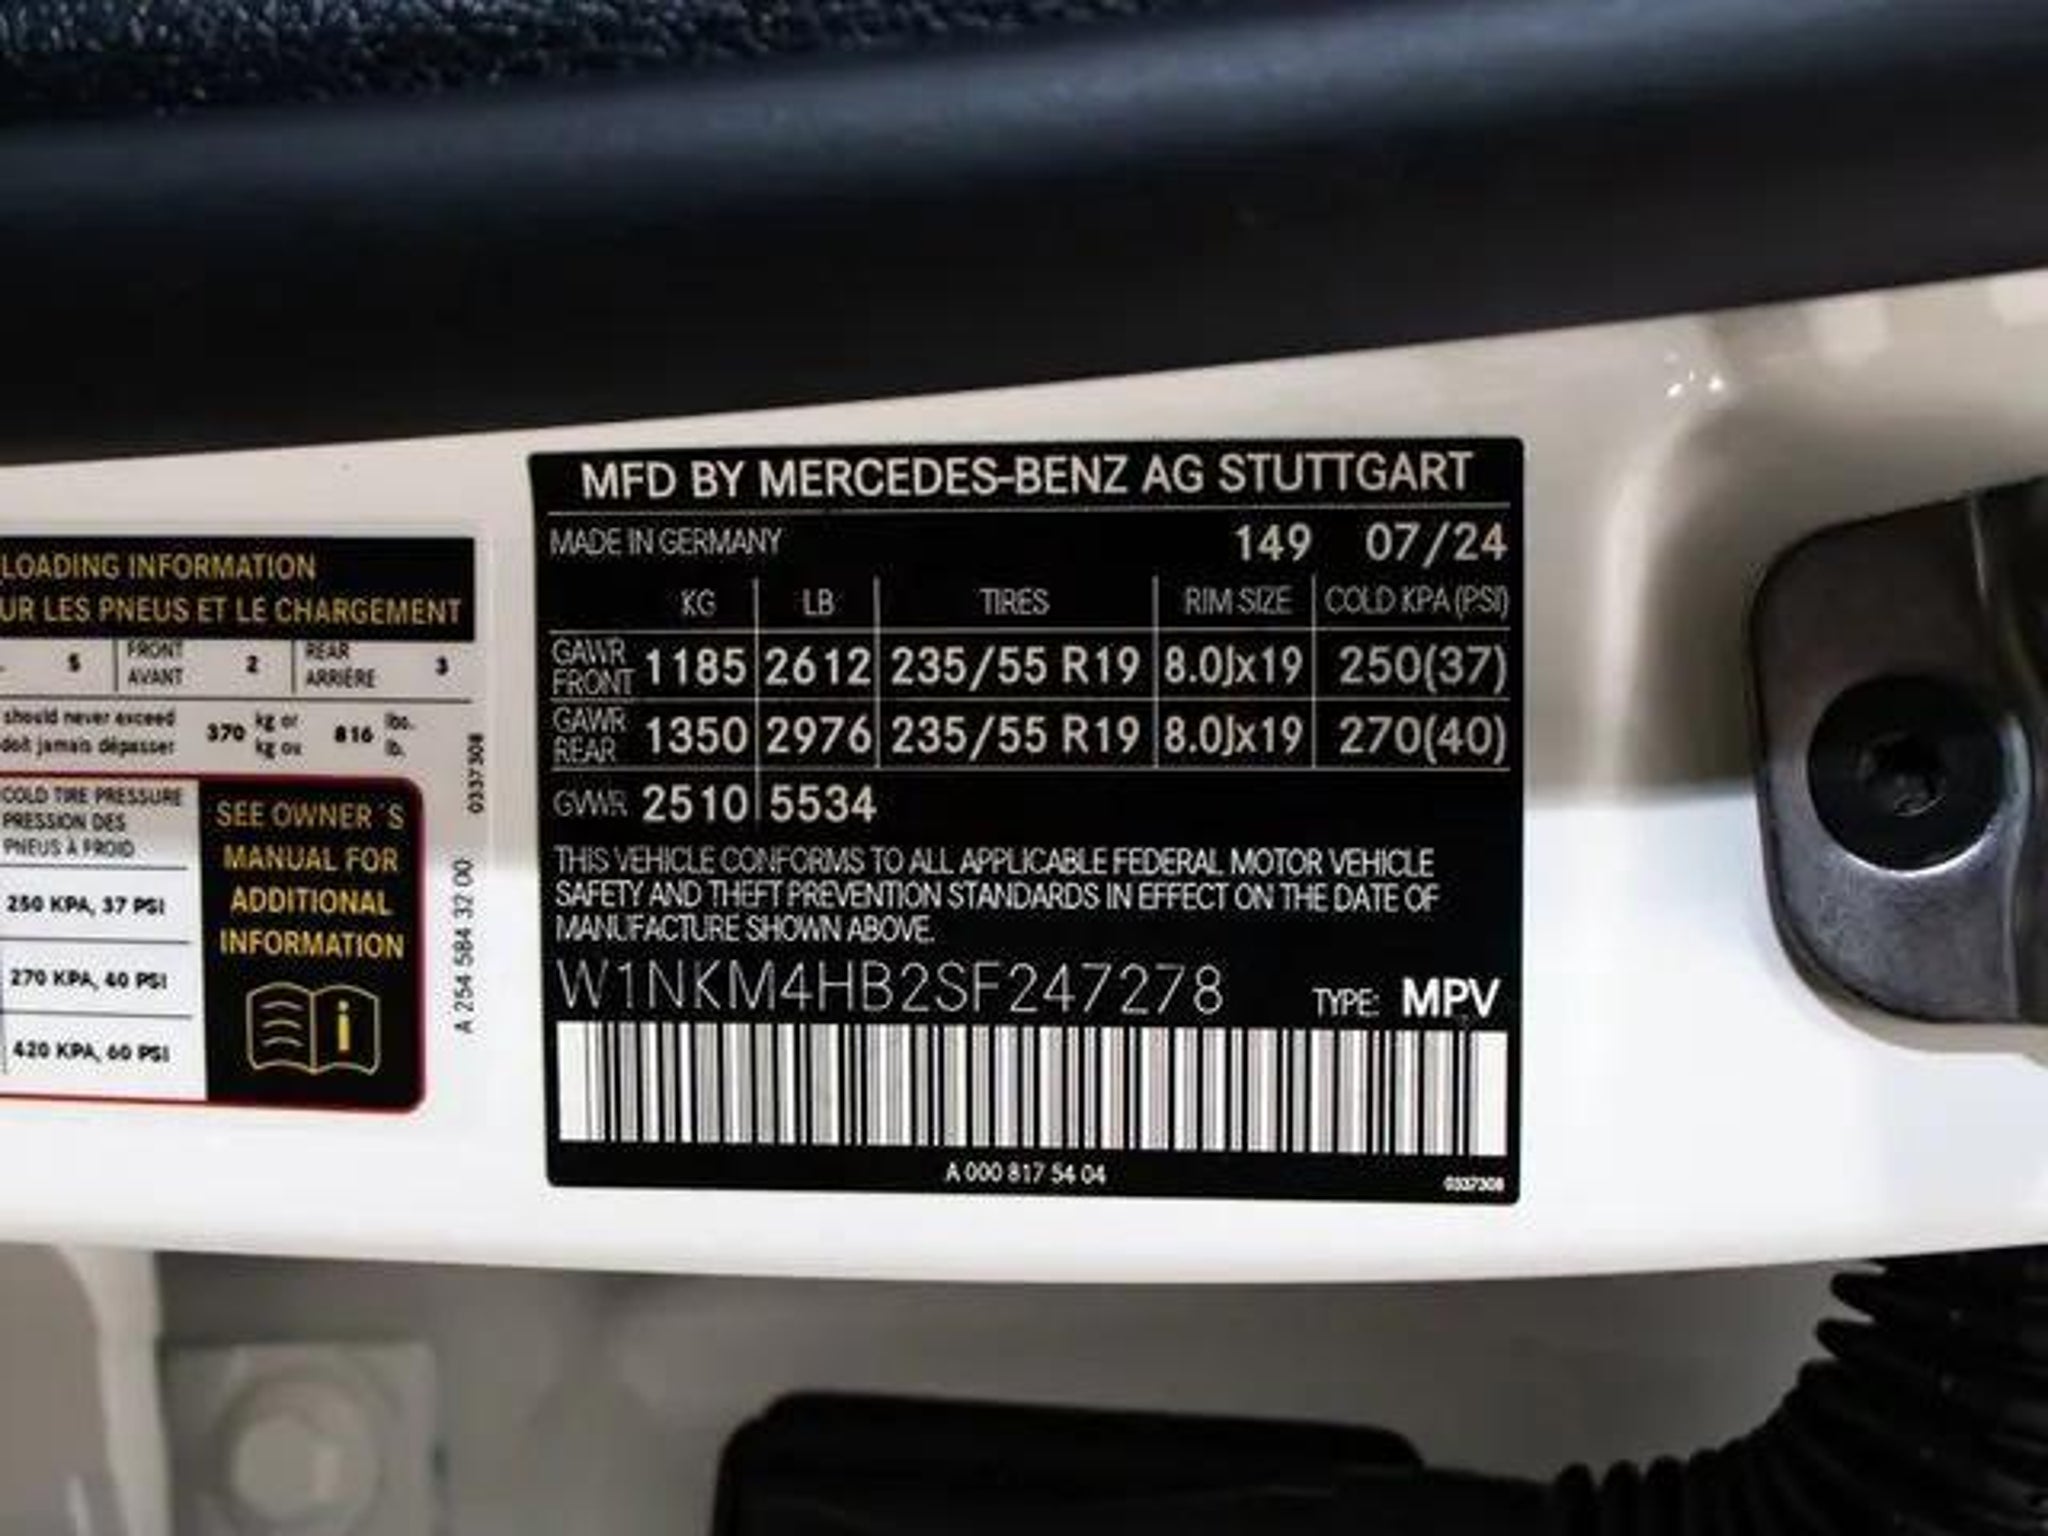 LOADING INFORMATION
UR LES PNEUS ET LE CHARGEMENT
5 FRONT AVANT 2 REAR ARRIÈRE 3
should never exceed 370 kg or 816 lbs.
doit jamais dépasser kg ou lb.
COLD TIRE PRESSURE
PRESSION DES
PNEUS À FROID
250 KPA, 37 PSI
270 KPA, 40 PSI
420 KPA, 60 PSI
SEE OWNER´S
MANUAL FOR
ADDITIONAL
INFORMATION
i
0337308
A 254 584 37 00
MFD BY MERCEDES-BENZ AG STUTTGART
MADE IN GERMANY 149 07/24
KG LB TIRES RIM SIZE COLD KPA (PSI)
GAWR FRONT 1185 2612 235/55 R19 8.0Jx19 250(37)
GAWR REAR 1350 2976 235/55 R19 8.0Jx19 270(40)
GVWR 2510 5534
THIS VEHICLE CONFORMS TO ALL APPLICABLE FEDERAL MOTOR VEHICLE
SAFETY AND THEFT PREVENTION STANDARDS IN EFFECT ON THE DATE OF
MANUFACTURE SHOWN ABOVE.
W1NKM4HB2SF247278 TYPE: MPV
A 000 817 54 04
0337308